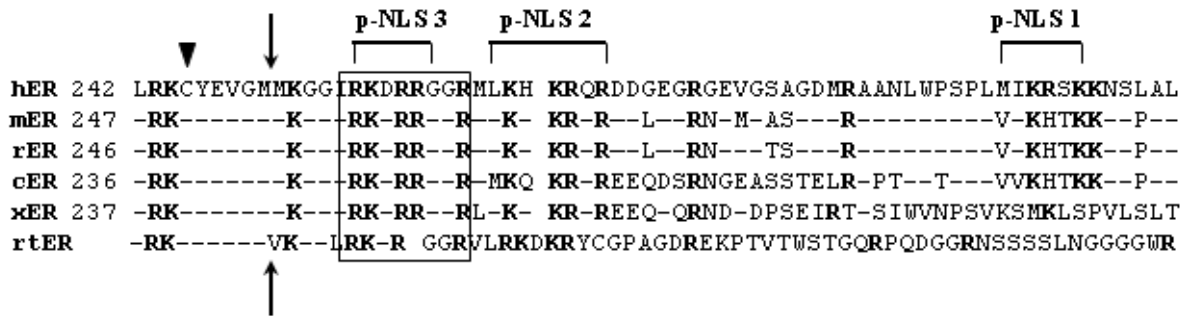 p-NLS 3 p-NLS 2 p-NLS 1
hER 242 LRKCYEVGMMKGGIRKDRRGGRMLKH KRQRDDGEGRGEVGSAGDMRAANLWPSPLMIKRSKKNSLAL
mER 247 -RK-------K---RK-RR--R--K- KR-R--L--RN-M-AS---R---------V-KHTKK--P--
rER 246 -RK-------K---RK-RR--R--K- KR-R--L--RN---TS---R---------V-KHTKK--P--
cER 236 -RK-------K---RK-RR--R-MKQ KR-REEQDSRNGEASSTELR-PT--T--VVKHTKK--P--
xER 237 -RK-------K---RK-RR--RL-K- KR-REEQ-QRND-DPSEIRT-SIWVNPSVKSMKLSPVLSLT
rtER -RK-------VK--LRK-R GGRVLRKDKRYCGPAGDREKPTVTWSTGQRPQDGGRNSSSSLNGGGGWR